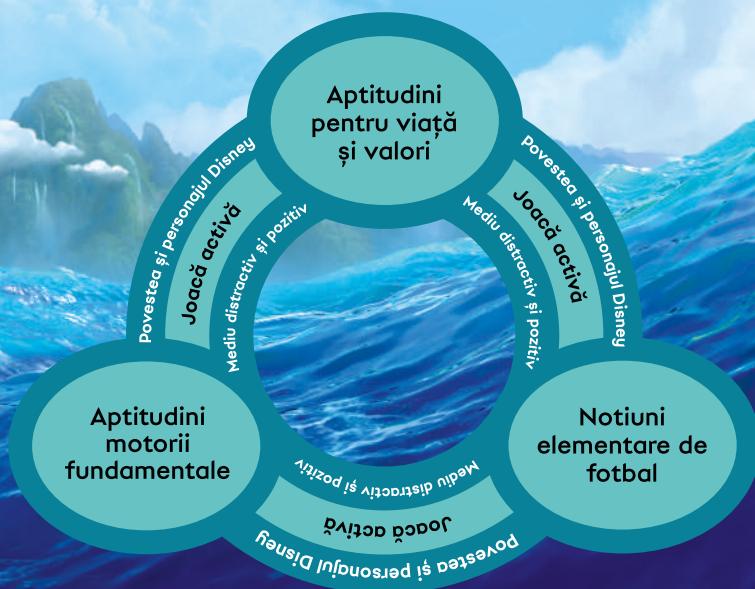 Aptitudini
pentru viață
și valori
Povestea și personajul Disney
Joacă activă
Mediu distractiv și pozitiv
Povestea și personajul Disney
Joacă activă
Mediu distractiv și pozitiv
Aptitudini
motorii
fundamentale
Notiuni
elementare de
fotbal
Mediu distractiv și pozitiv
Joacă activă
povestea și personajul Disney